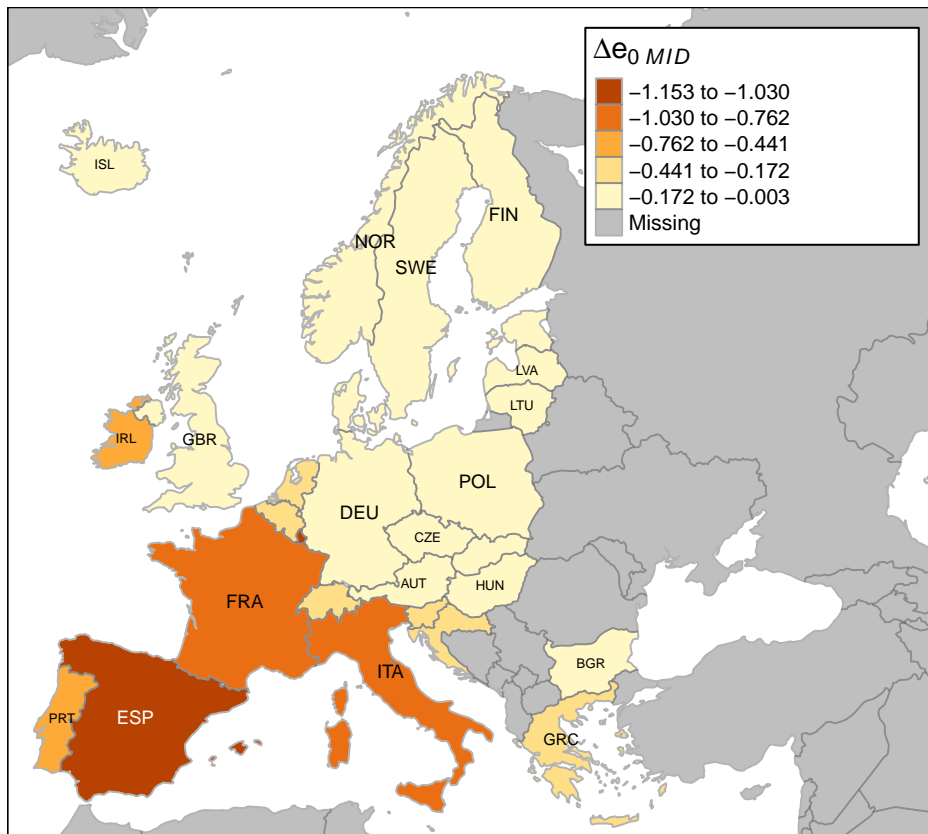 Δe0 MID
−1.153 to −1.030
−1.030 to −0.762
−0.762 to −0.441
−0.441 to −0.172
−0.172 to −0.003
Missing
ISL
FIN
NOR
SWE
LVA
LTU
IRL
GBR
POL
DEU
CZE
AUT
HUN
FRA
BGR
ITA
PRT
ESP
GRC